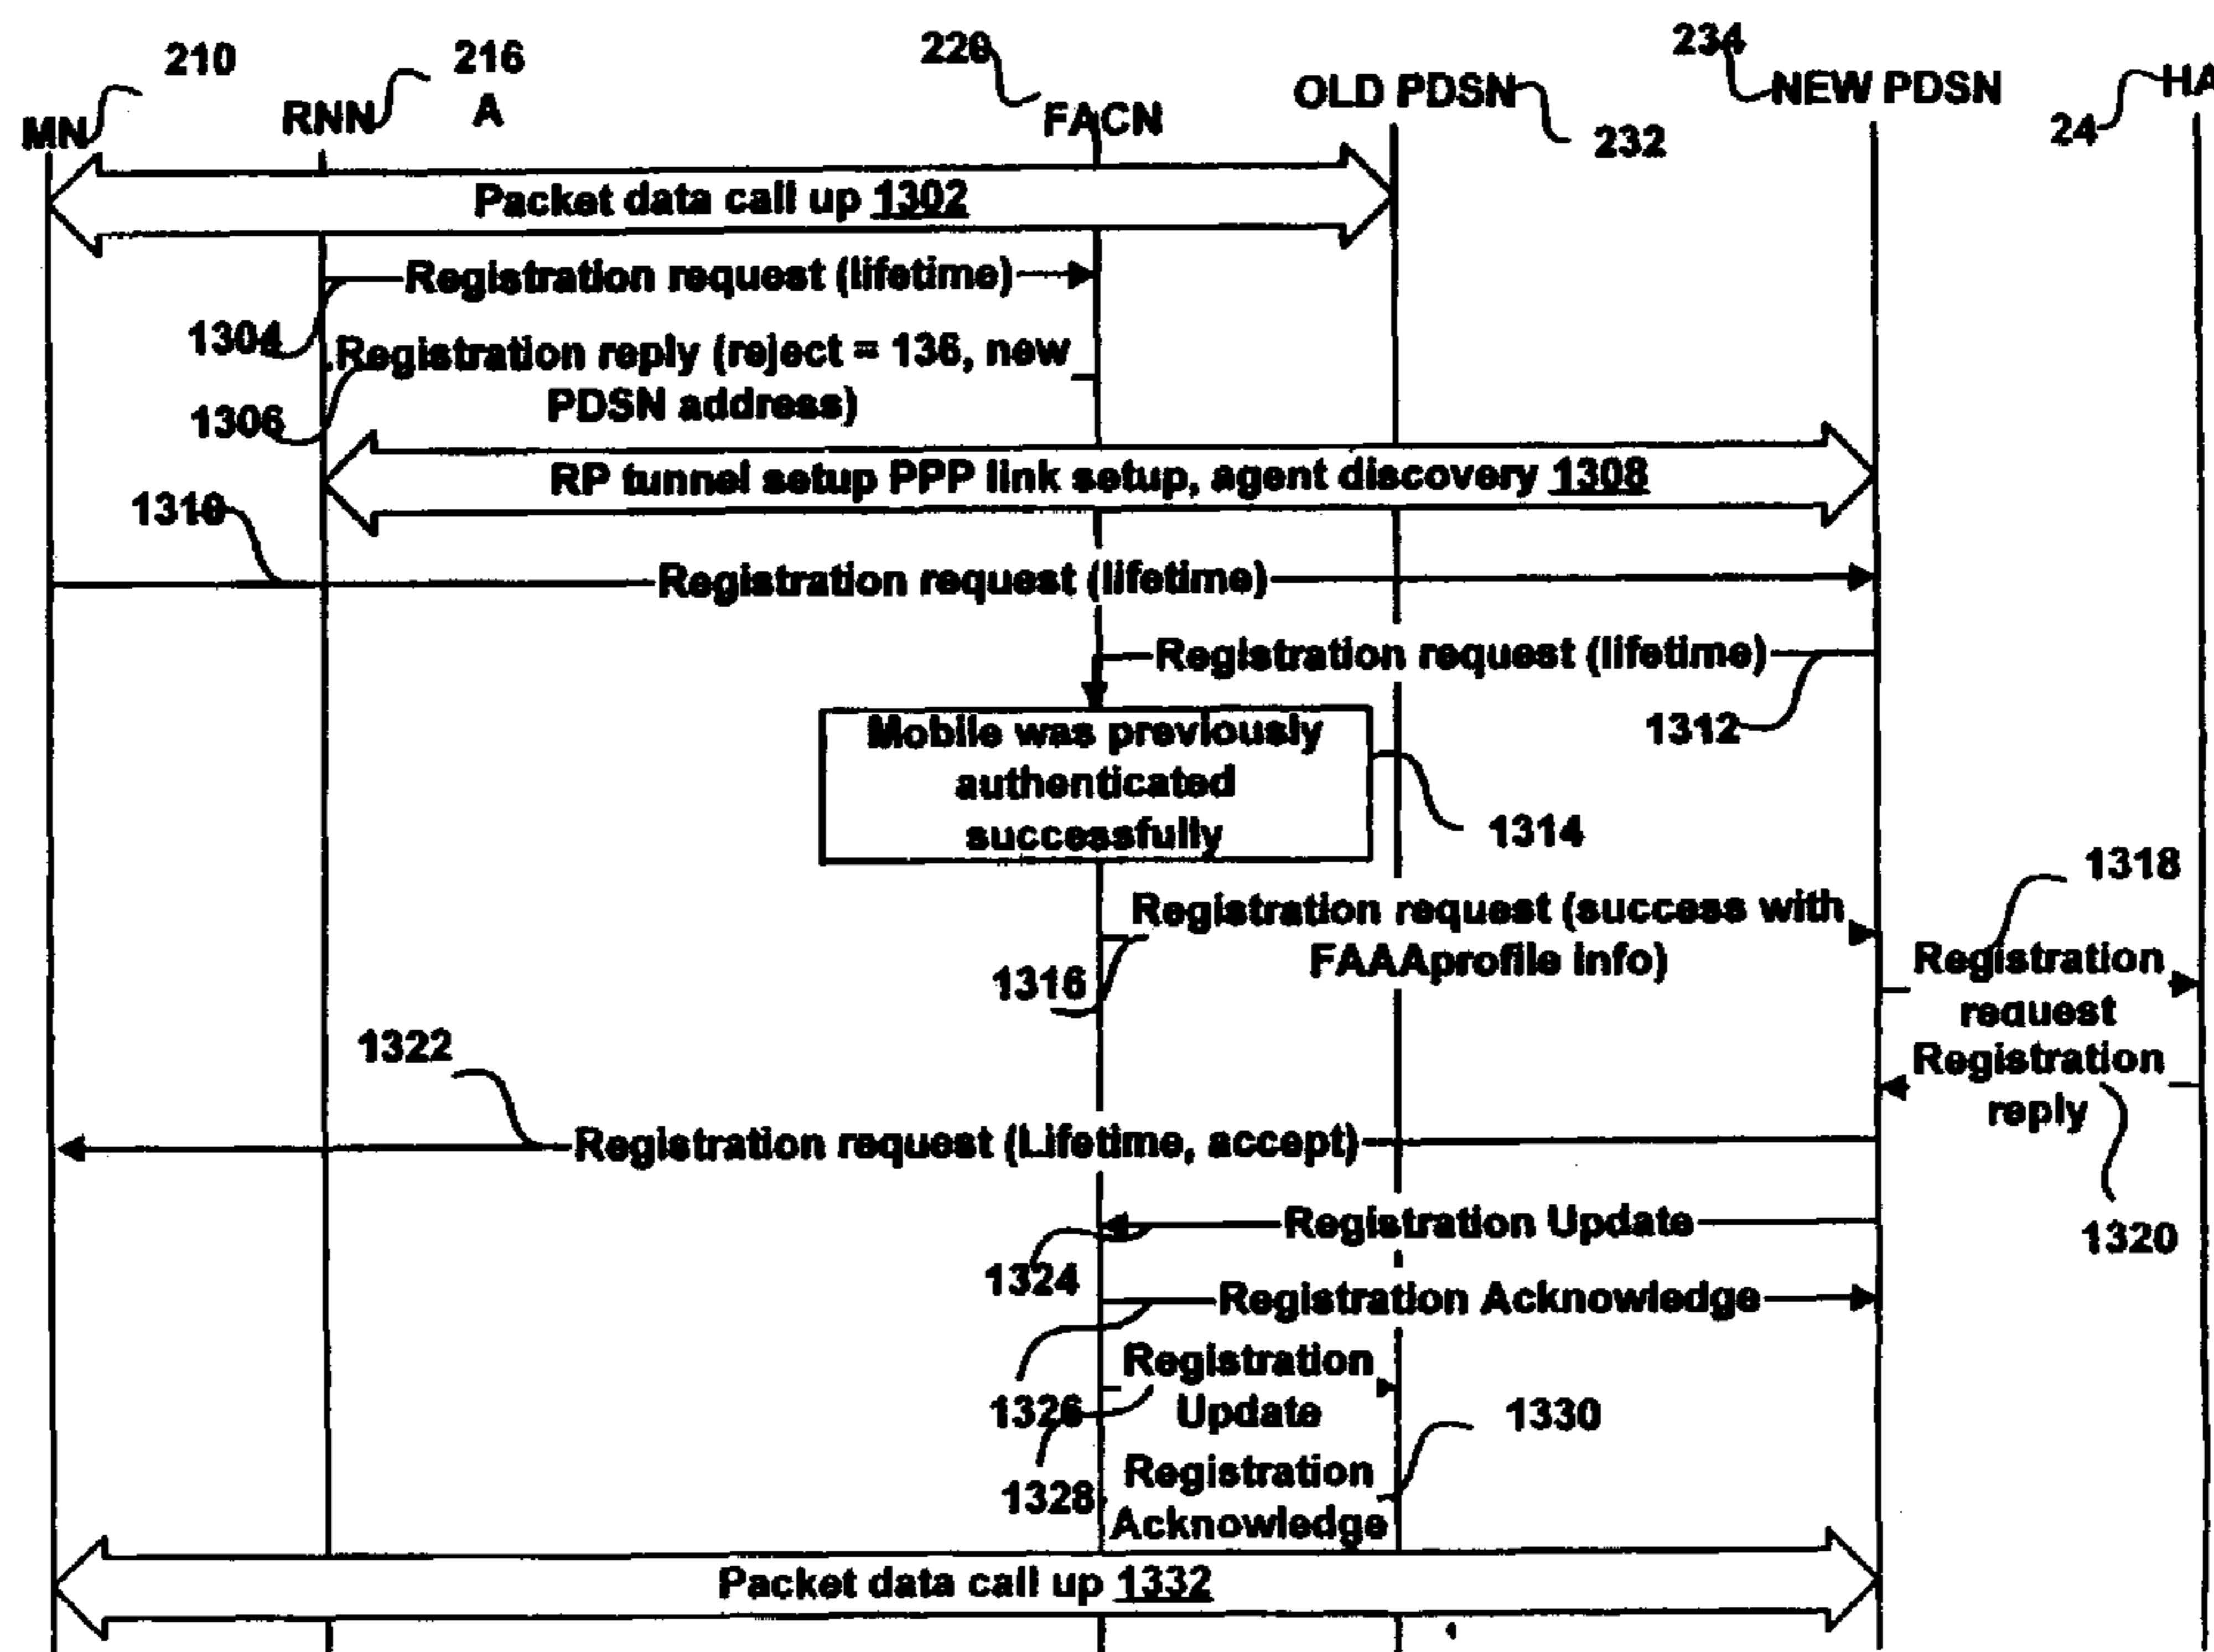 210
216
A
220
234
MN
RNN
FACN
OLD PDSN
232
NEW PDSN
24
HA
Packet data call up 1302
Registration request (lifetime)
1304
Registration reply (reject = 136, new
PDSN address)
1306
RP tunnel setup PPP link setup, agent discovery 1308
1310
Registration request (lifetime)
Registration request (lifetime)
1312
Mobile was previously
authenticated
successfully
1314
1318
Registration request (success with
FAAAprofile info)
1316
Registration
request
Registration
reply
1320
1322
Registration request (Lifetime, accept)
Registration Update
1324
Registration Acknowledge
1326
Registration
Update
1328
1330
Registration
Acknowledge
Packet data call up 1332